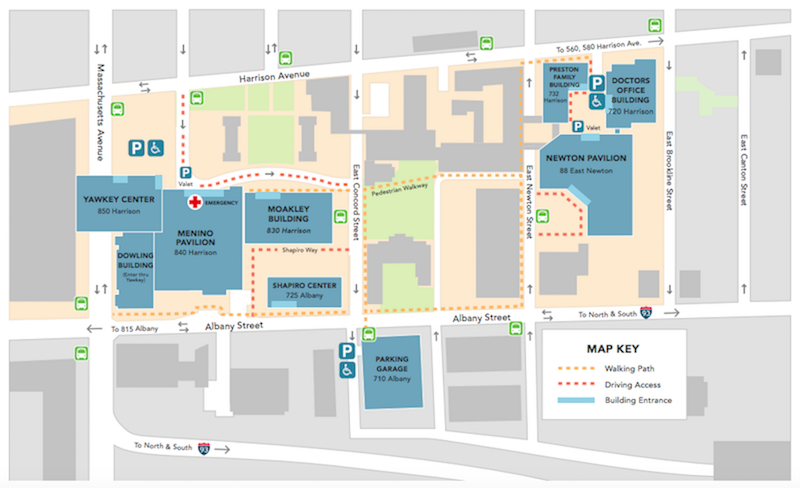 To 560, 580 Harrison Ave.
Harrison Avenue
Massachusetts Avenue
PRESTON
FAMILY
BUILDING
732
Harrison
P
DOCTORS
OFFICE
BUILDING
720 Harrison
P
Valet
P
P
Valet
NEWTON PAVILION
88 East Newton
East Brookline Street
East Canton Street
East Newton Street
East Concord Street
Pedestrian Walkway
YAWKEY CENTER
850 Harrison
EMERGENCY
MENINO
PAVILION
840 Harrison
MOAKLEY
BUILDING
830 Harrison
DOWLING
BUILDING
(Enter thru
Yawkey)
Shapiro Way
SHAPIRO CENTER
725 Albany
To 815 Albany
Albany Street
Albany Street
To North & South
93
P
PARKING
GARAGE
710 Albany
MAP KEY
Walking Path
Driving Access
Building Entrance
To North & South
93